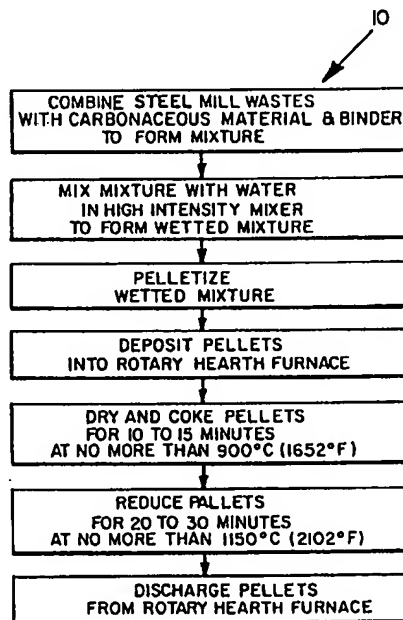 10
COMBINE STEEL MILL WASTES
WITH CARBONACEOUS MATERIAL & BINDER
TO FORM MIXTURE
MIX MIXTURE WITH WATER
IN HIGH INTENSITY MIXER
TO FORM WETTED MIXTURE
PELLETIZE
WETTED MIXTURE
DEPOSIT PELLETS
INTO ROTARY HEARTH FURNACE
DRY AND COKE PELLETS
FOR 10 TO 15 MINUTES
AT NO MORE THAN 900°C (1652°F)
REDUCE PALLETS
FOR 20 TO 30 MINUTES
AT NO MORE THAN 1150°C (2102°F)
DISCHARGE PELLETS
FROM ROTARY HEARTH FURNACE